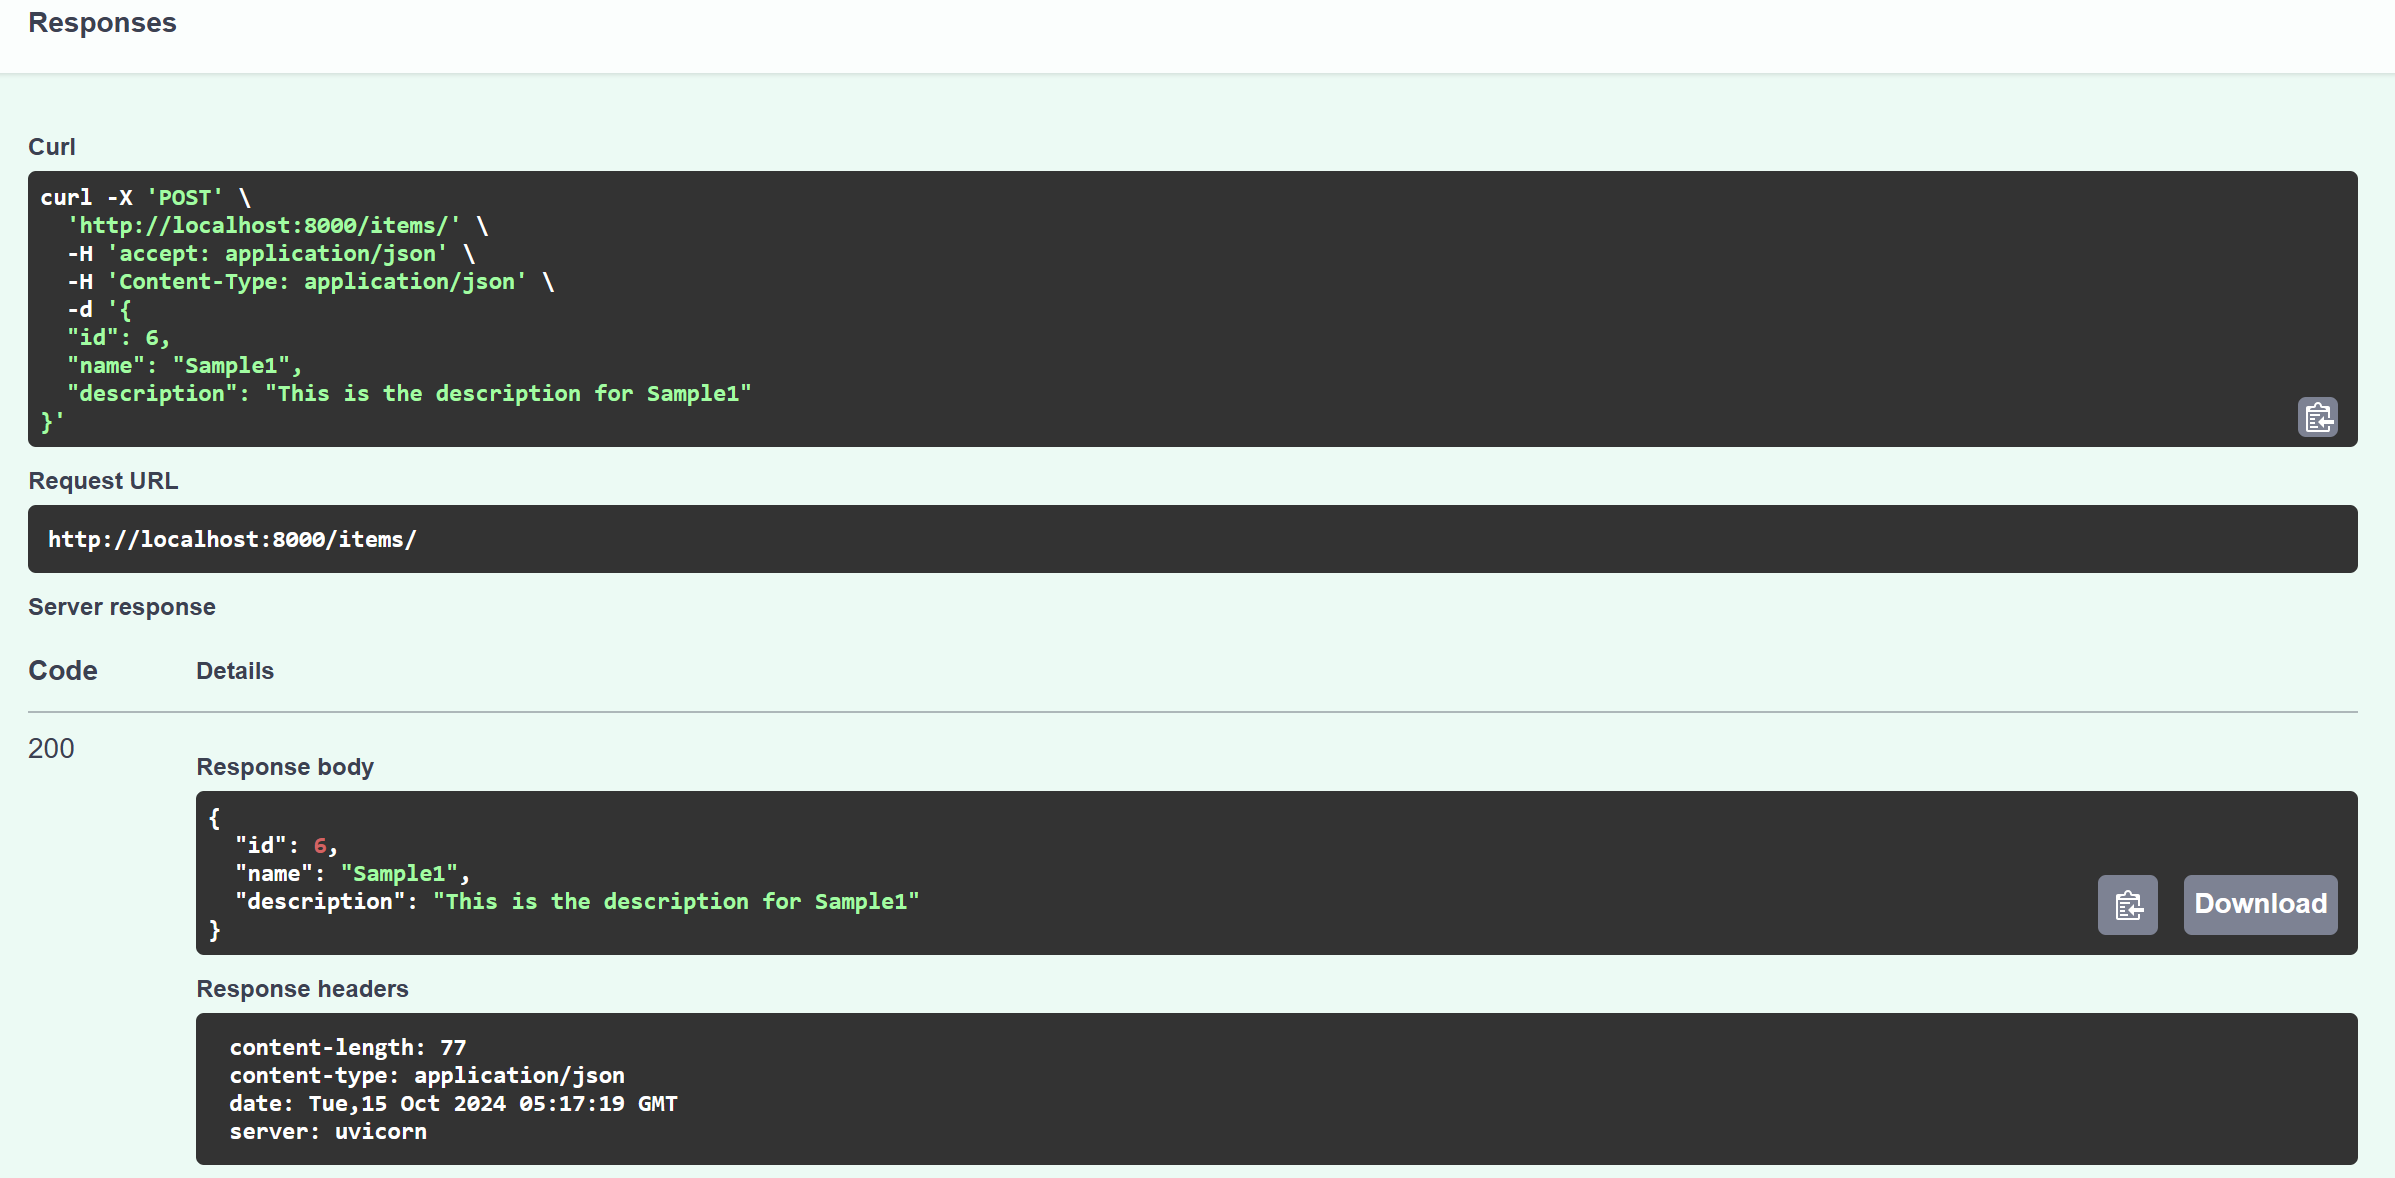 Responses
Curl
curl -X 'POST' \
  'http://localhost:8000/items/' \
  -H 'accept: application/json' \
  -H 'Content-Type: application/json' \
  -d '{
  "id": 6,
  "name": "Sample1",
  "description": "This is the description for Sample1"
}'
Request URL
http://localhost:8000/items/
Server response
Code Details
200
Response body
{
  "id": 6,
  "name": "Sample1",
  "description": "This is the description for Sample1"
}
Download
Response headers
content-length: 77
content-type: application/json
date: Tue,15 Oct 2024 05:17:19 GMT
server: uvicorn